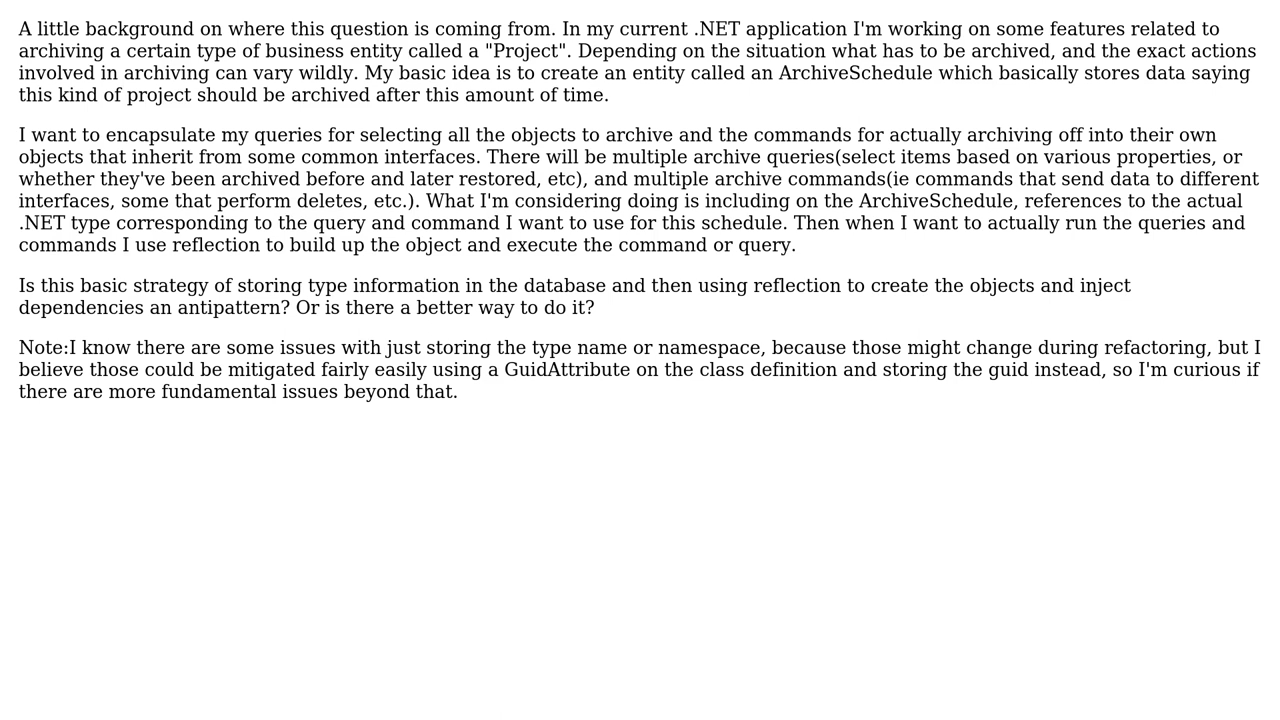 A little background on where this question is coming from. In my current .NET application I'm working on some features related to
archiving a certain type of business entity called a "Project". Depending on the situation what has to be archived, and the exact actions
involved in archiving can vary wildly. My basic idea is to create an entity called an ArchiveSchedule which basically stores data saying
this kind of project should be archived after this amount of time.
I want to encapsulate my queries for selecting all the objects to archive and the commands for actually archiving off into their own
objects that inherit from some common interfaces. There will be multiple archive queries(select items based on various properties, or
whether they've been archived before and later restored, etc), and multiple archive commands(ie commands that send data to different
interfaces, some that perform deletes, etc.). What I'm considering doing is including on the ArchiveSchedule, references to the actual
.NET type corresponding to the query and command I want to use for this schedule. Then when I want to actually run the queries and
commands I use reflection to build up the object and execute the command or query.
Is this basic strategy of storing type information in the database and then using reflection to create the objects and inject
dependencies an antipattern? Or is there a better way to do it?
Note:I know there are some issues with just storing the type name or namespace, because those might change during refactoring, but I
believe those could be mitigated fairly easily using a GuidAttribute on the class definition and storing the guid instead, so I'm curious if
there are more fundamental issues beyond that.